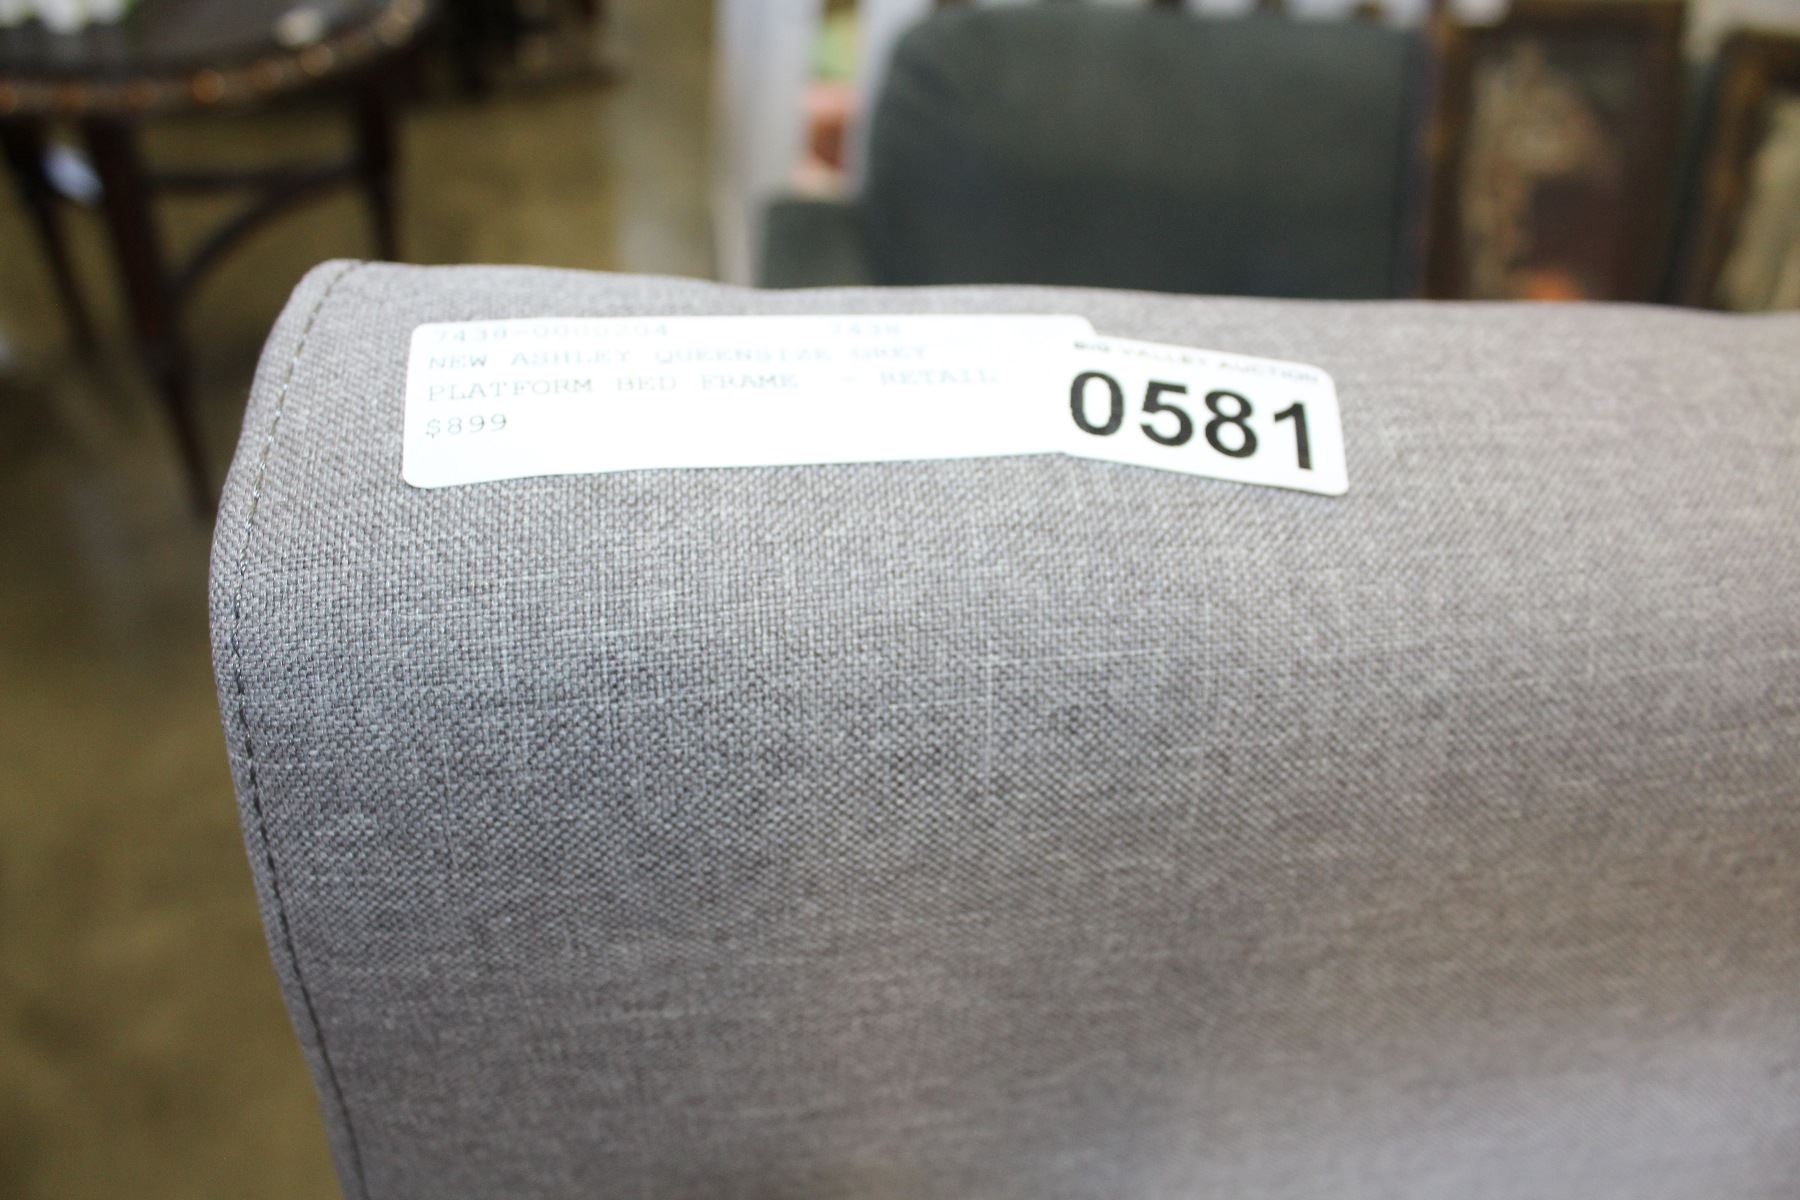 7438-0000204 7438
NEW ASHLEY QUEENSIZE GREY
PLATFORM BED FRAME - RETAIL
$899
BIG VALLEY AUCTION
0581